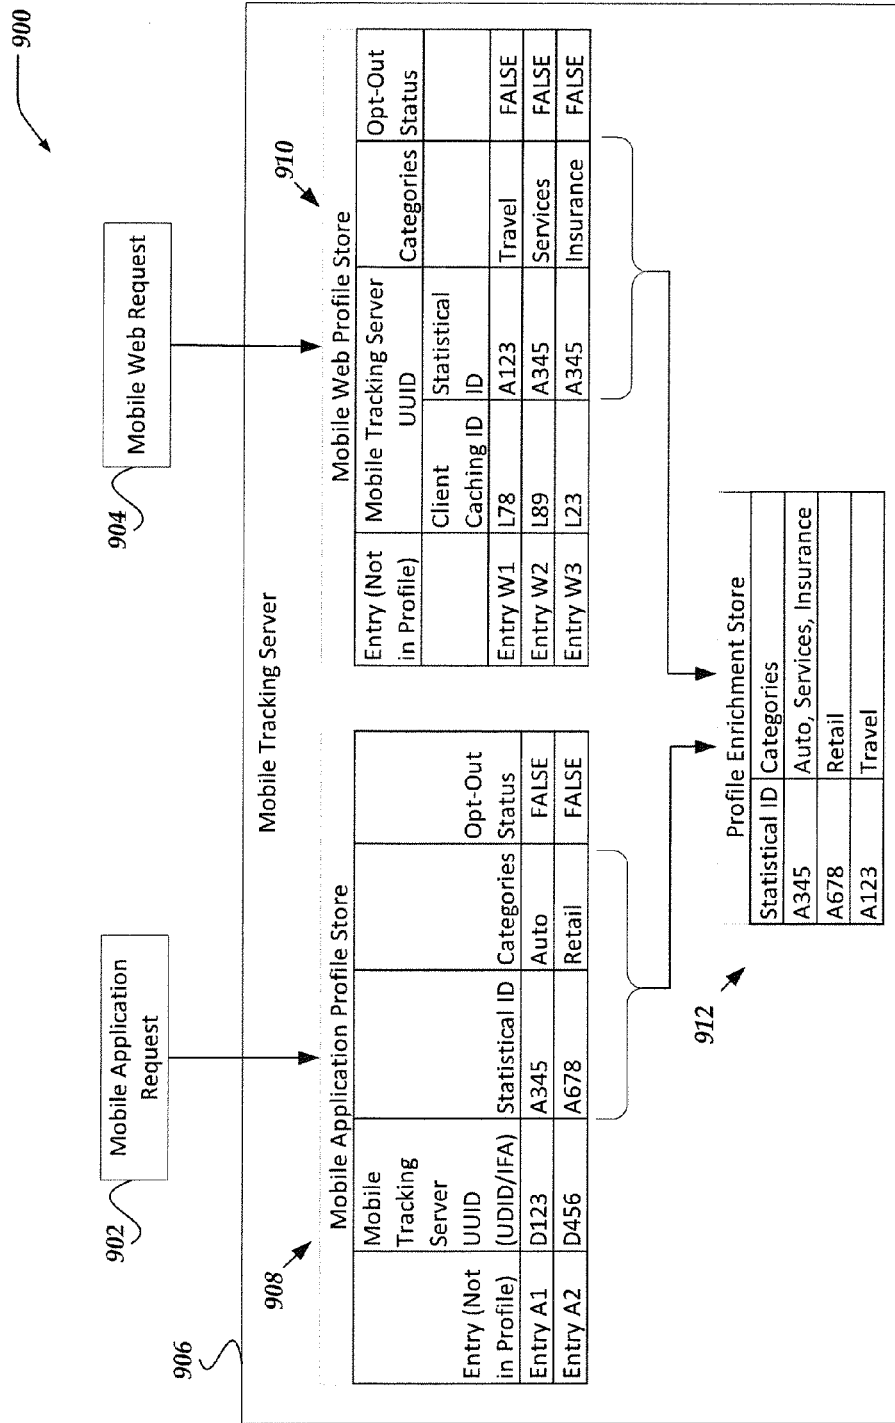 900
902
Mobile Application
Request
904
Mobile Web Request
906
Mobile Tracking Server
908
Mobile Application Profile Store
Entry (Not
in Profile)
Mobile
Tracking
Server
UUID
(UDID/IFA)
Statistical ID
Categories
Opt-Out
Status
Entry A1 D123 A345 Auto FALSE
Entry A2 D456 A678 Retail FALSE
910
Mobile Web Profile Store
Entry (Not
in Profile)
Mobile Tracking Server
UUID
Categories
Opt-Out
Status
Client
Caching ID
Statistical
ID
Entry W1 L78 A123 Travel FALSE
Entry W2 L89 A345 Services FALSE
Entry W3 L23 A345 Insurance FALSE
912
Profile Enrichment Store
Statistical ID Categories
A345 Auto, Services, Insurance
A678 Retail
A123 Travel